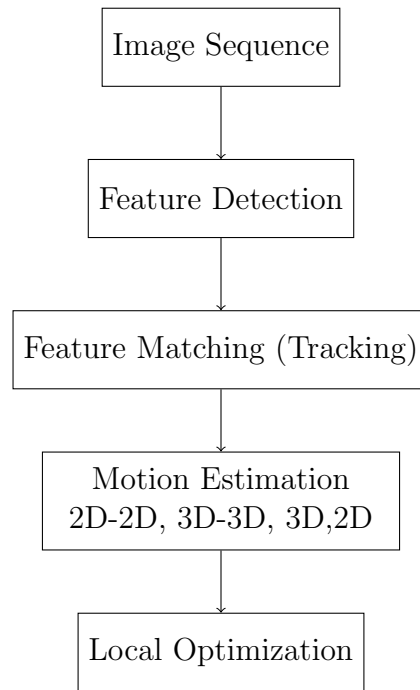 Image Sequence
Feature Detection
Feature Matching (Tracking)
Motion Estimation
2D-2D, 3D-3D, 3D,2D
Local Optimization